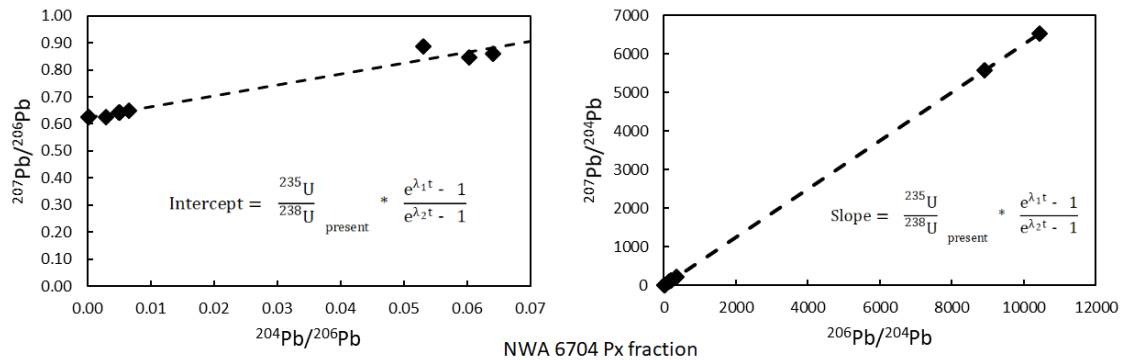 1.00
0.90
0.80
0.70
0.60
0.50
0.40
0.30
0.20
0.10
0.00
²⁰⁷Pb/²⁰⁶Pb
Intercept = ²³⁵U / ²³⁸U present * e^λ₁t - 1 / e^λ₂t - 1
0.00 0.01 0.02 0.03 0.04 0.05 0.06 0.07
²⁰⁴Pb/²⁰⁶Pb
7000
6000
5000
4000
3000
2000
1000
0
²⁰⁷Pb/²⁰⁴Pb
Slope = ²³⁵U / ²³⁸U present * e^λ₁t - 1 / e^λ₂t - 1
0 2000 4000 6000 8000 10000 12000
²⁰⁶Pb/²⁰⁴Pb
NWA 6704 Px fraction